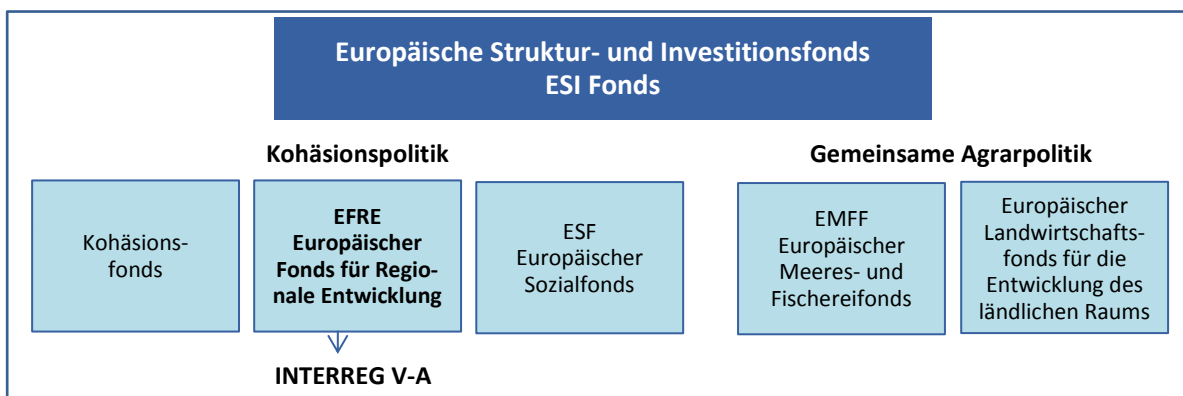 Europäische Struktur- und Investitionsfonds
ESI Fonds
Kohäsionspolitik
Gemeinsame Agrarpolitik
Kohäsions-
fonds
EFRE
Europäischer
Fonds für Regio-
nale Entwicklung
ESF
Europäischer
Sozialfonds
EMFF
Europäischer
Meeres- und
Fischereifonds
Europäischer
Landwirtschafts-
fonds für die
Entwicklung des
ländlichen Raums
INTERREG V-A